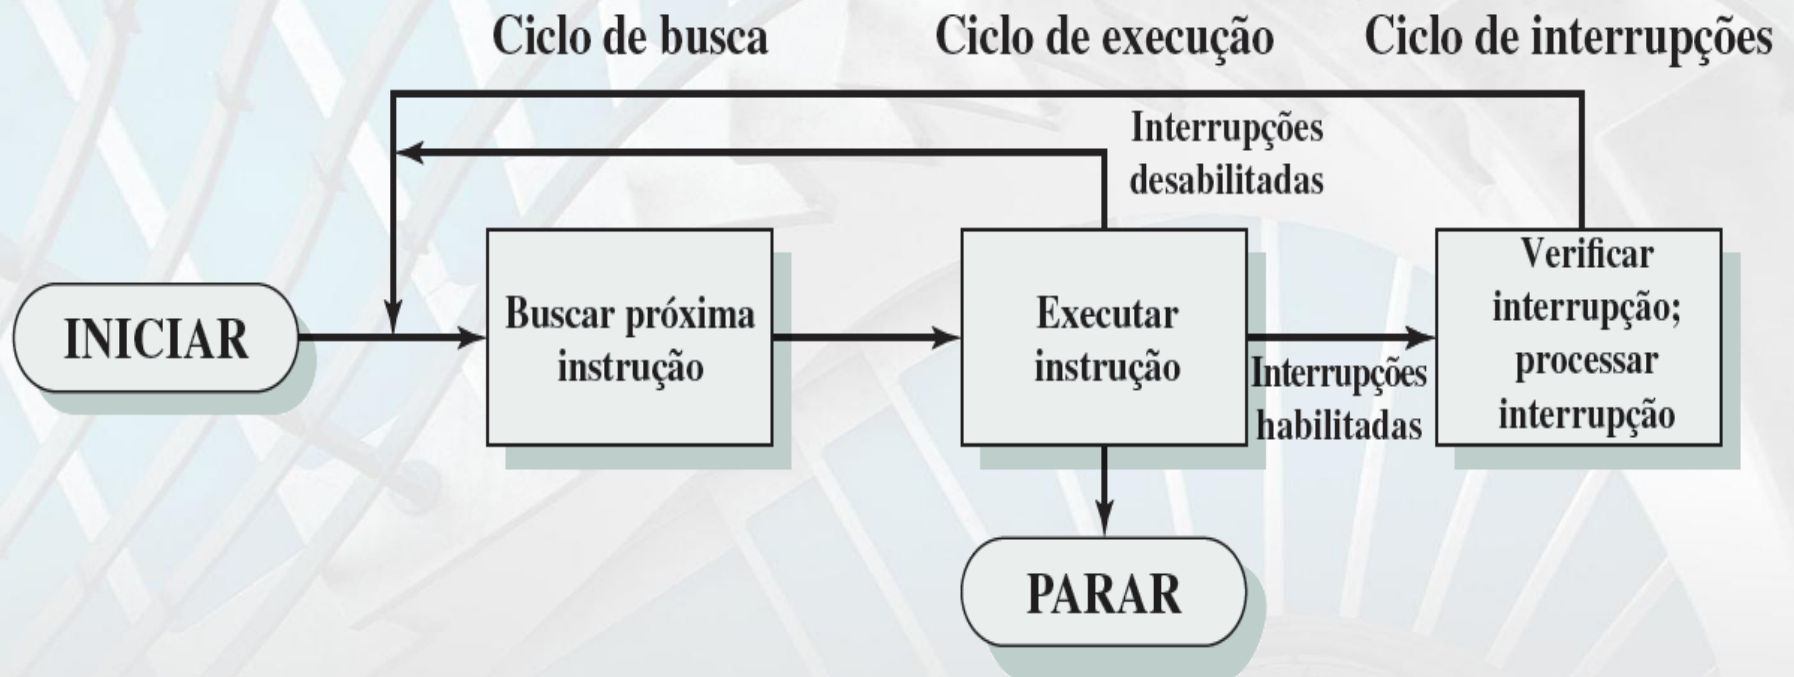 Ciclo de busca
Ciclo de execução
Ciclo de interrupções
Interrupções
desabilitadas
INICIAR
Buscar próxima
instrução
Executar
instrução
Interrupções
habilitadas
Verificar
interrupção;
processar
interrupção
PARAR